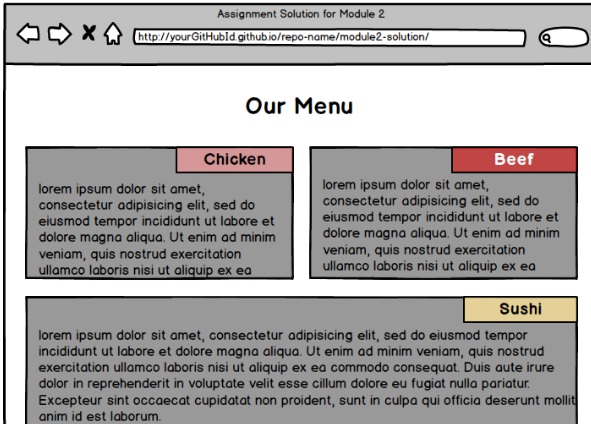 Assignment Solution for Module 2
http://yourGitHubId.github.io/repo-name/module2-solution/
Our Menu
Chicken
lorem ipsum dolor sit amet,
consectetur adipisicing elit, sed do
eiusmod tempor incididunt ut labore et
dolore magna aliqua. Ut enim ad minim
veniam, quis nostrud exercitation
ullamco laboris nisi ut aliquip ex ea
Beef
lorem ipsum dolor sit amet,
consectetur adipisicing elit, sed do
eiusmod tempor incididunt ut labore et
dolore magna aliqua. Ut enim ad minim
veniam, quis nostrud exercitation
ullamco laboris nisi ut aliquip ex ea
Sushi
lorem ipsum dolor sit amet, consectetur adipisicing elit, sed do eiusmod tempor
incididunt ut labore et dolore magna aliqua. Ut enim ad minim veniam, quis nostrud
exercitation ullamco laboris nisi ut aliquip ex ea commodo consequat. Duis aute irure
dolor in reprehenderit in voluptate velit esse cillum dolore eu fugiat nulla pariatur.
Excepteur sint occaecat cupidatat non proident, sunt in culpa qui officia deserunt mollit
anim id est laborum.